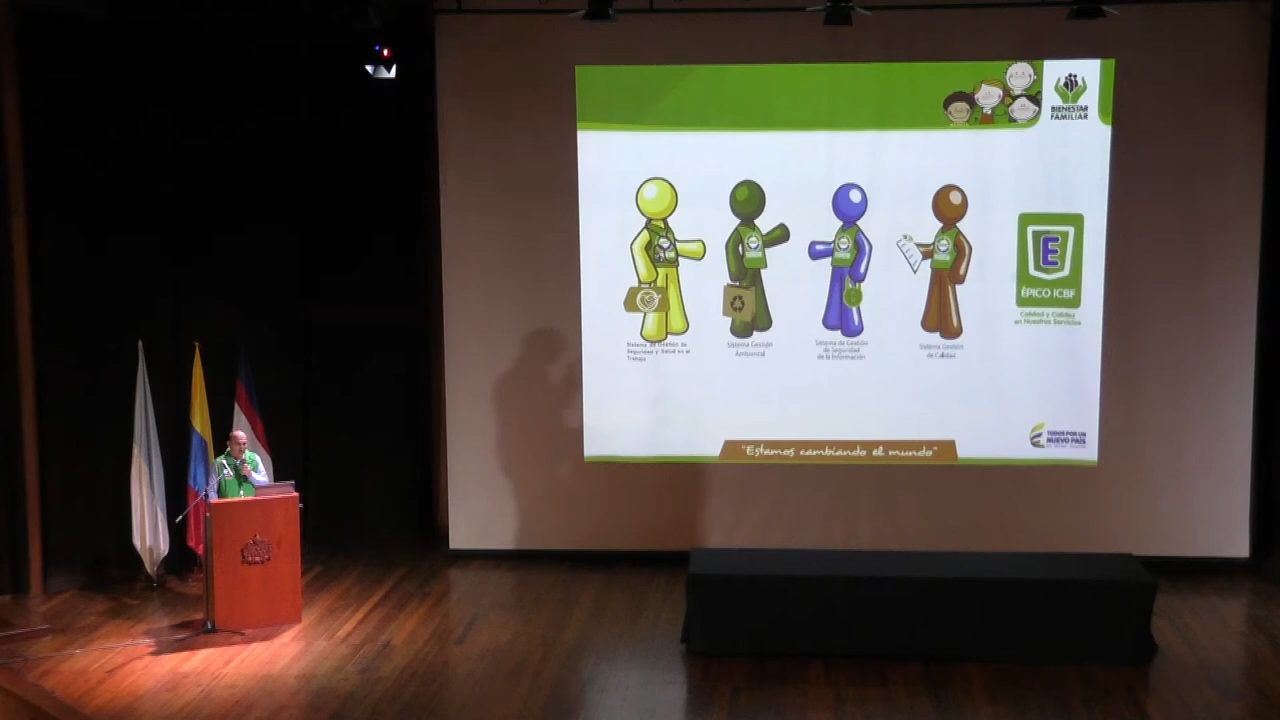 BIENESTAR
FAMILIAR
Sistema de Gestión de
Seguridad y Salud en el
Trabajo
Sistema Gestión
Ambiental
Sistema de Gestión
de Seguridad
de la Información
Sistema Gestión
de Calidad
E
ÉPICO ICBF
Calidad y Calidez
en Nuestros Servicios
"Estamos cambiando el mundo"
TODOS POR UN
NUEVO PAÍS